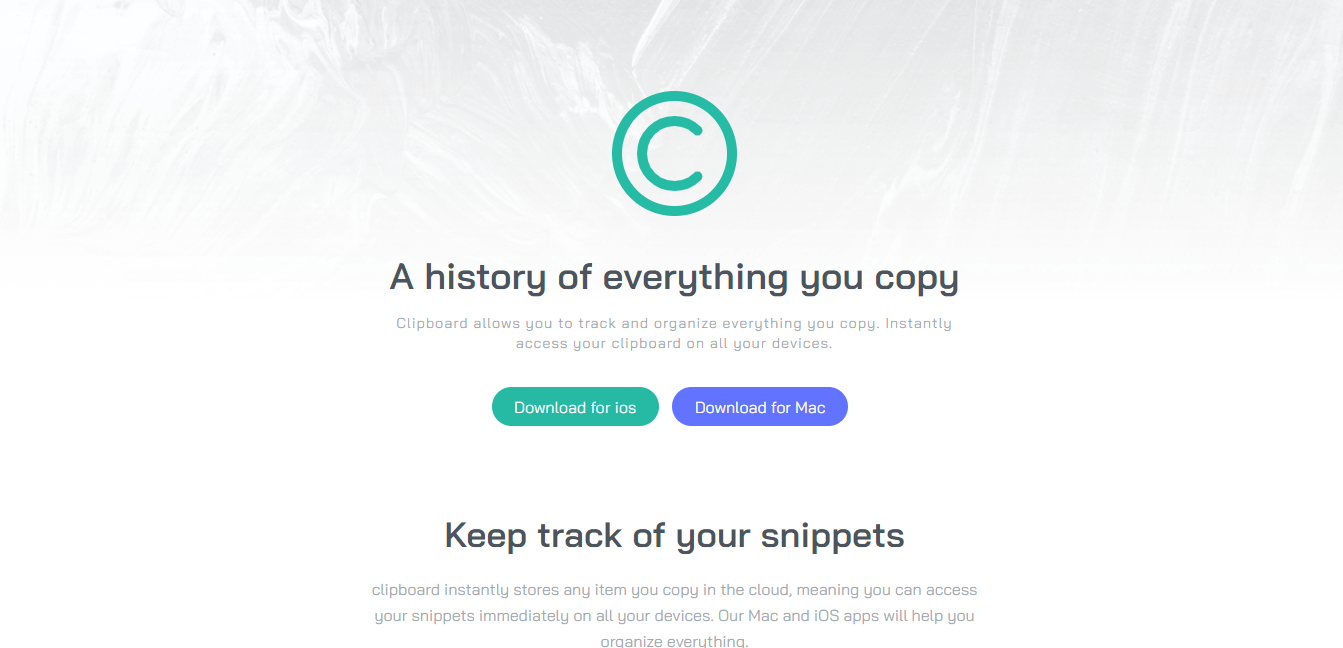 A history of everything you copy
Clipboard allows you to track and organize everything you copy. Instantly
access your clipboard on all your devices.
Download for ios
Download for Mac
Keep track of your snippets
clipboard instantly stores any item you copy in the cloud, meaning you can access
your snippets immediately on all your devices. Our Mac and iOS apps will help you
organize everything.